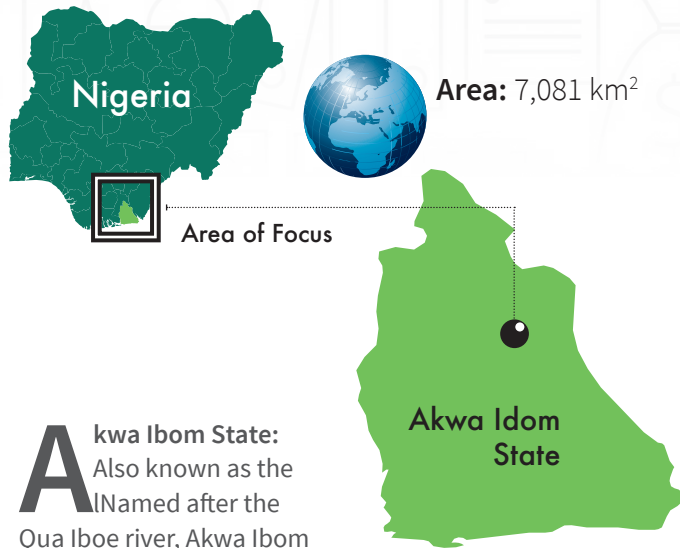 Nigeria
Area: 7,081 km²
Area of Focus
Akwa Idom
State
Akwa Ibom State:
Also known as the
lNamed after the
Qua Iboe river, Akwa Ibom